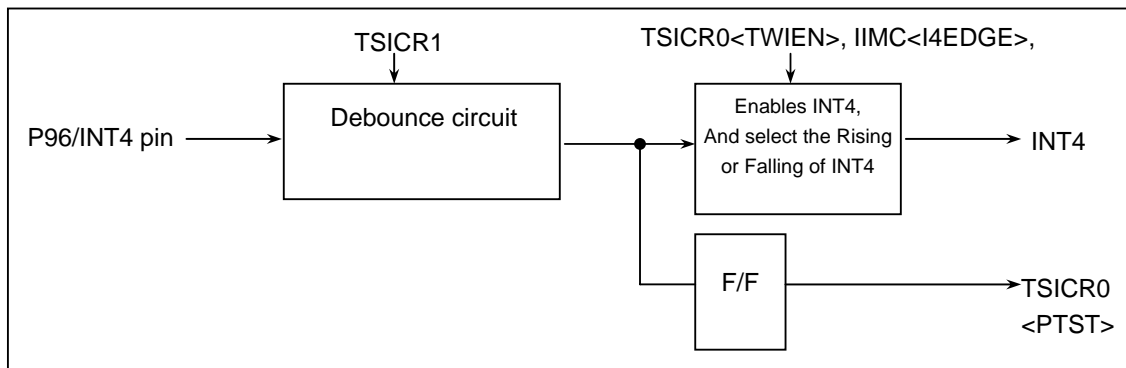 TSICR1
TSICR0<TWIEN>, IIMC<I4EDGE>,
P96/INT4 pin
Debounce circuit
Enables INT4,
And select the Rising
or Falling of INT4
INT4
F/F
TSICR0
<PTST>